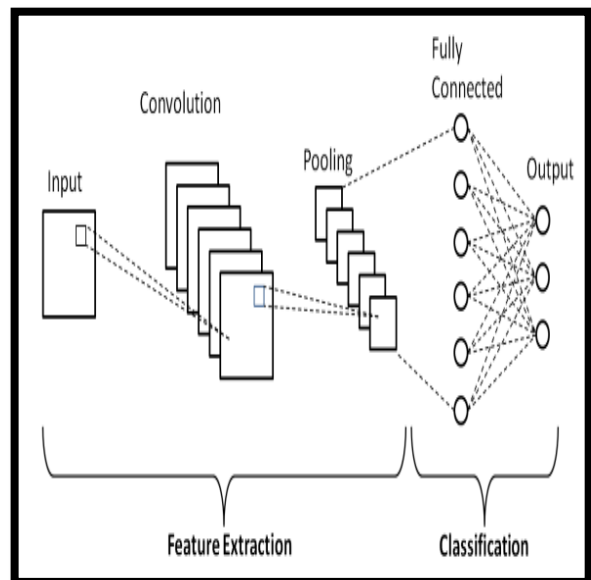 Input
Convolution
Pooling
Fully
Connected
Output
Feature Extraction
Classification